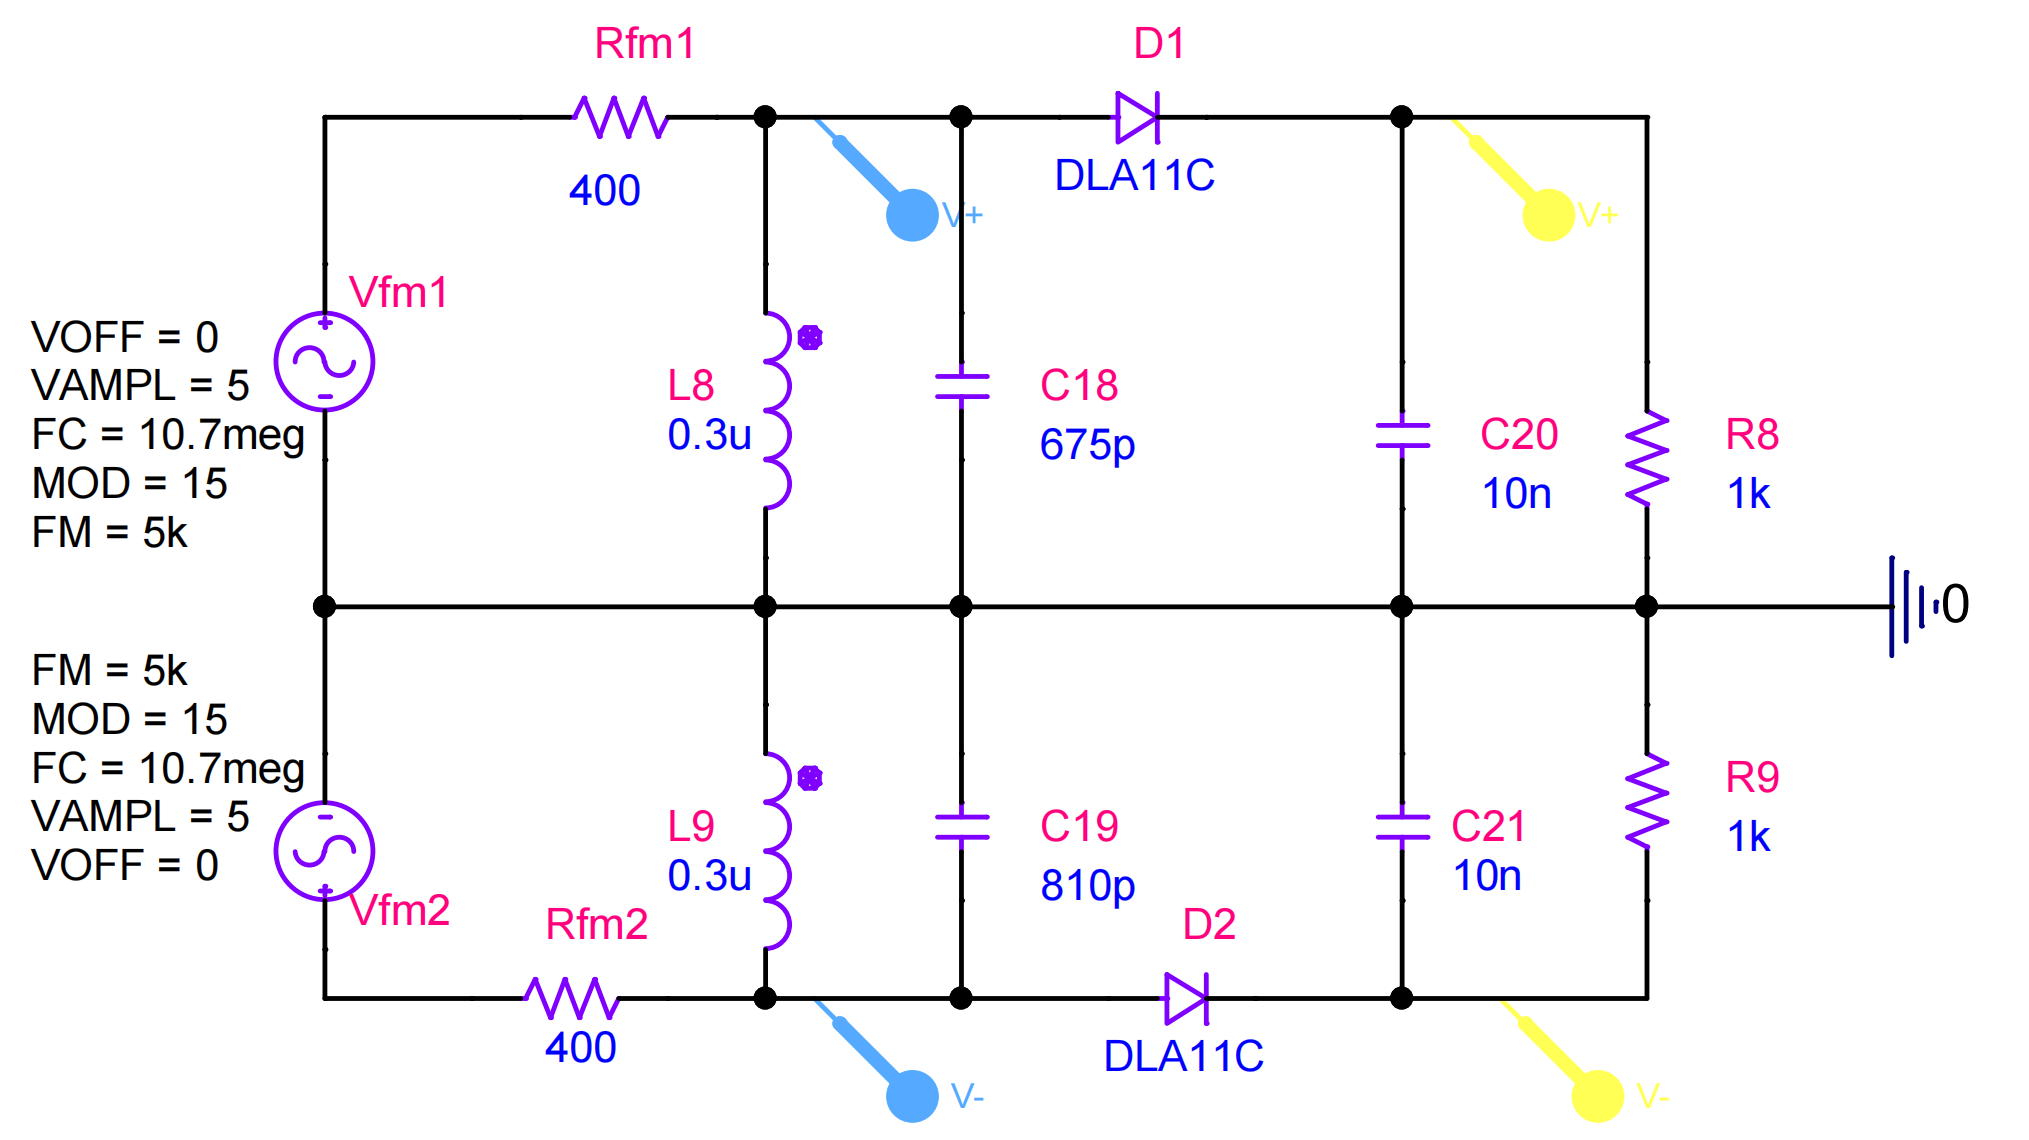 Rfm1
D1
400
DLA11C
V+
V+
Vfm1
VOFF = 0
VAMPL = 5
FC = 10.7meg
MOD = 15
FM = 5k
L8
0.3u
C18
675p
C20
10n
R8
1k
0
FM = 5k
MOD = 15
FC = 10.7meg
VAMPL = 5
VOFF = 0
Vfm2
L9
0.3u
C19
810p
C21
10n
R9
1k
Rfm2
400
D2
DLA11C
V-
V-